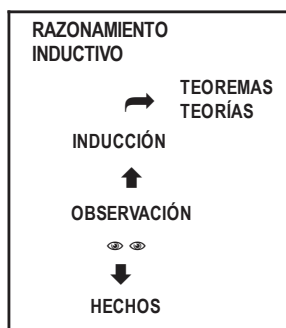 RAZONAMIENTO
INDUCTIVO
TEOREMAS
TEORÍAS
INDUCCIÓN
OBSERVACIÓN
HECHOS